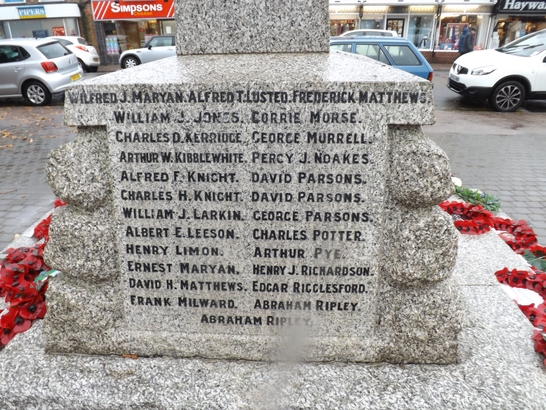 PIPERS
SiMPSONS
Haywar
WILFRED J. MARYAN. ALFRED T. LUSTED. FREDERICK MATTHEWS.
WILLIAM J. JONES. CORRIE MORSE.
CHARLES D. KERRIDGE. GEORGE MURRELL.
ARTHUR W. KIBBLEWHITE. PERCY J. NOAKES.
ALFRED F. KNIGHT. DAVID PARSONS.
CHARLES H. KNIGHT. DAVID PARSONS.
WILLIAM J. LARKIN. GEORGE PARSONS.
ALBERT E. LEESON. CHARLES POTTER.
HENRY LIMON. ARTHUR PYE.
ERNEST MARYAN. HENRY J. RICHARDSON.
DAVID H. MATTHEWS. EDGAR RIGGLESFORD.
FRANK MILWARD. ABRAHAM RIPLEY.
ABRAHAM RIPLEY.